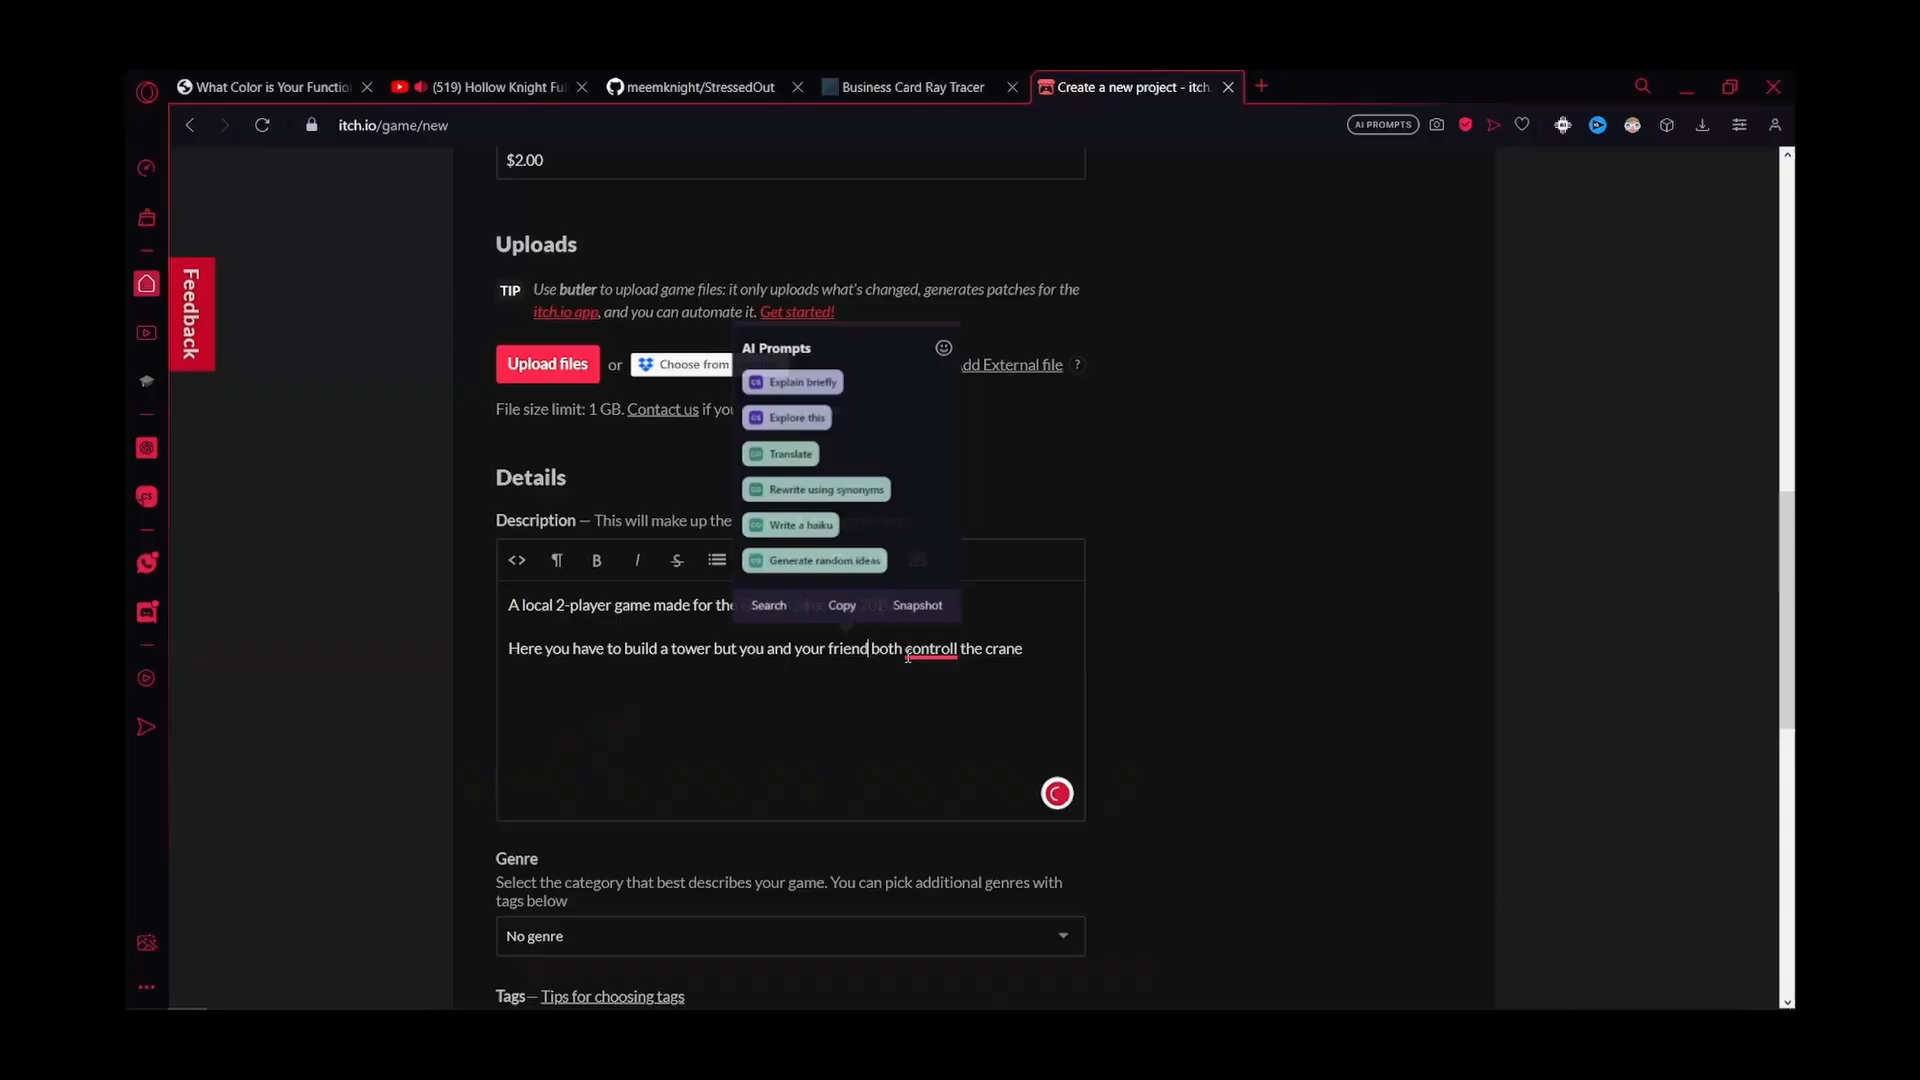 What Color is Your Functio
(519) Hollow Knight Ful
meemknight/StressedOut
Business Card Ray Tracer
Create a new project - itch.
itch.io/game/new
AI PROMPTS
$2.00
Feedback
Uploads
TIP Use butler to upload game files: it only uploads what's changed, generates patches for the
itch.io app, and you can automate it. Get started!
AI Prompts
Upload files or Choose from
dd External file ?
Explain briefly
Explore this
File size limit: 1 GB. Contact us if you
Translate
Details
Rewrite using synonyms
Description — This will make up the
Write a haiku
Generate random ideas
Search Copy Snapshot
A local 2-player game made for the
Here you have to build a tower but you and your friend both controll the crane
Genre
Select the category that best describes your game. You can pick additional genres with
tags below
No genre
Tags — Tips for choosing tags